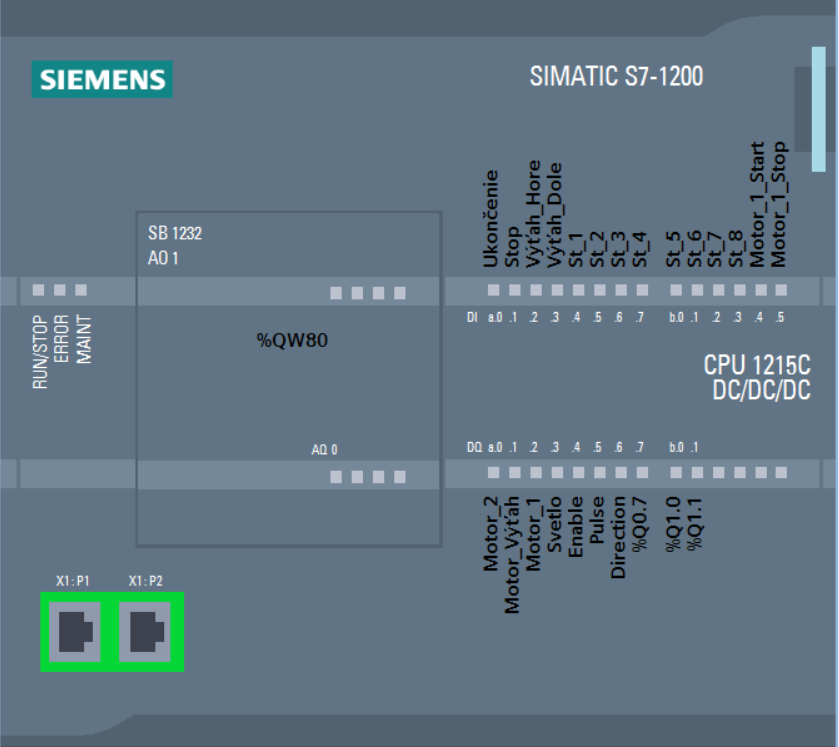 SIEMENS
SIMATIC S7-1200
SB 1232
AO 1
Ukončenie
Stop
Výťah_Hore
Výťah_Dole
St_1
St_2
St_3
St_4
St_5
St_6
St_7
St_8
Motor_1_Start
Motor_1_Stop
RUN/STOP
ERROR
MAINT
DI a.0 .1 .2 .3 .4 .5 .6 .7 b.0 .1 .2 .3 .4 .5
%QW80
CPU 1215C
DC/DC/DC
AQ 0
DQ a.0 .1 .2 .3 .4 .5 .6 .7 b.0 .1
Motor_2
Motor_Výťah
Motor_1
Svetlo
Enable
Pulse
Direction
%Q0.7
%Q1.0
%Q1.1
X1: P1 X1: P2